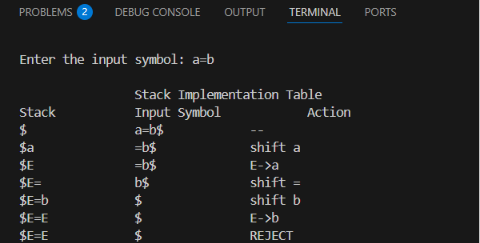 PROBLEMS 2 DEBUG CONSOLE OUTPUT TERMINAL PORTS
Enter the input symbol: a=b
Stack Implementation Table
Stack Input Symbol Action
$ a=b$ --
$a =b$ shift a
$E =b$ E->a
$E= b$ shift =
$E=b $ shift b
$E=E $ E->b
$E=E $ REJECT